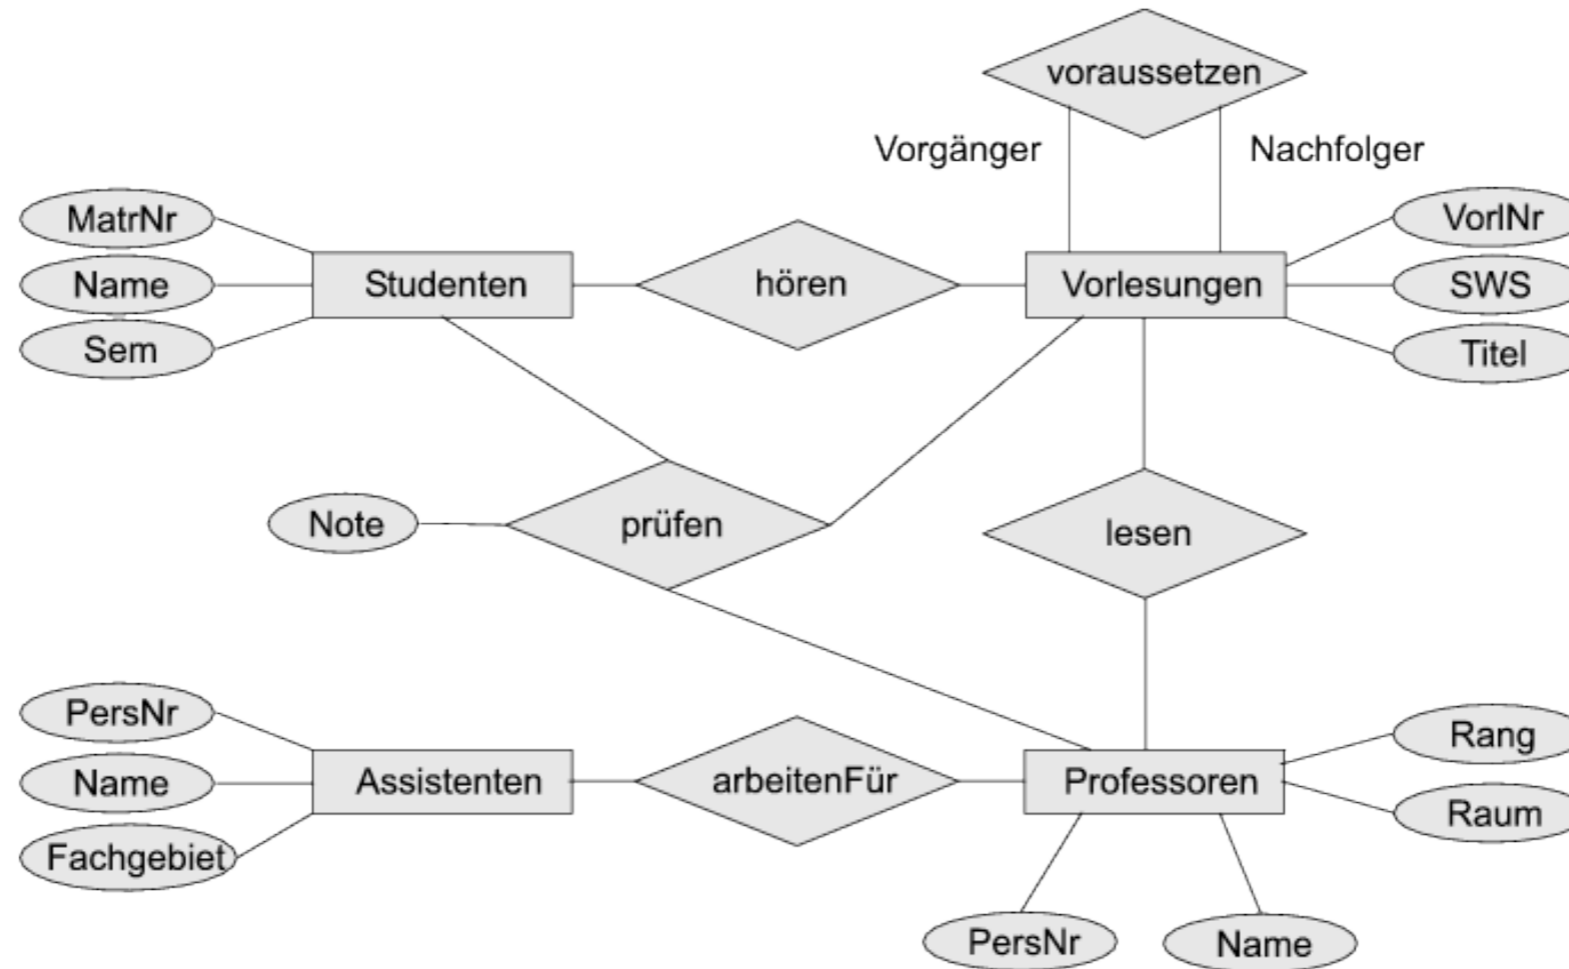 voraussetzen
Vorgänger
Nachfolger
MatrNr
VorlNr
Name
Studenten
hören
Vorlesungen
SWS
Sem
Titel
Note
prüfen
lesen
PersNr
Rang
Name
Assistenten
arbeitenFür
Professoren
Raum
Fachgebiet
PersNr
Name